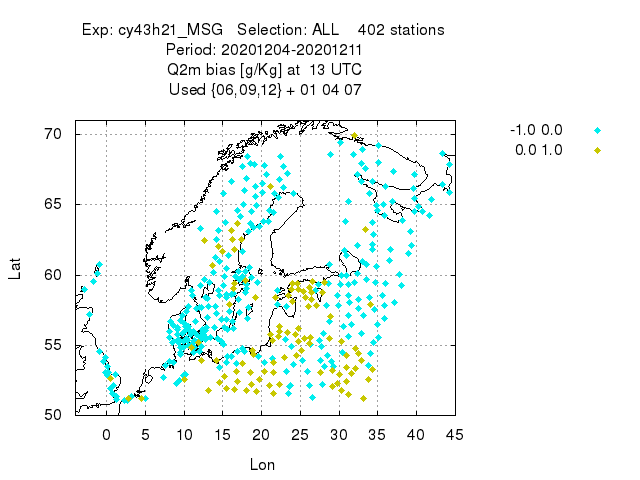 Exp: cy43h21_MSG Selection: ALL 402 stations
Period: 20201204-20201211
Q2m bias [g/Kg] at 13 UTC
Used {06,09,12} + 01 04 07
-1.0 0.0
0.0 1.0
70
65
60
55
50
Lat
0 5 10 15 20 25 30 35 40 45
Lon